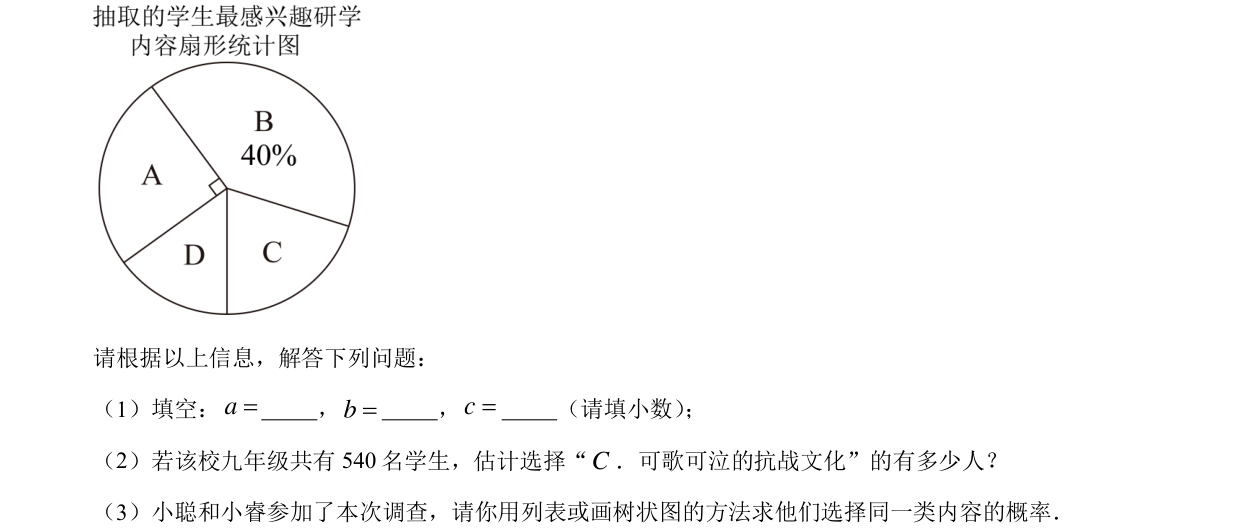 抽取的学生最感兴趣研学
内容扇形统计图
B
40%
A
D
C
请根据以上信息，解答下列问题：
（1）填空：a＝____，b＝____，c＝____（请填小数）；
（2）若该校九年级共有 540 名学生，估计选择“C．可歌可泣的抗战文化”的有多少人？
（3）小聪和小睿参加了本次调查，请你用列表或画树状图的方法求他们选择同一类内容的概率．